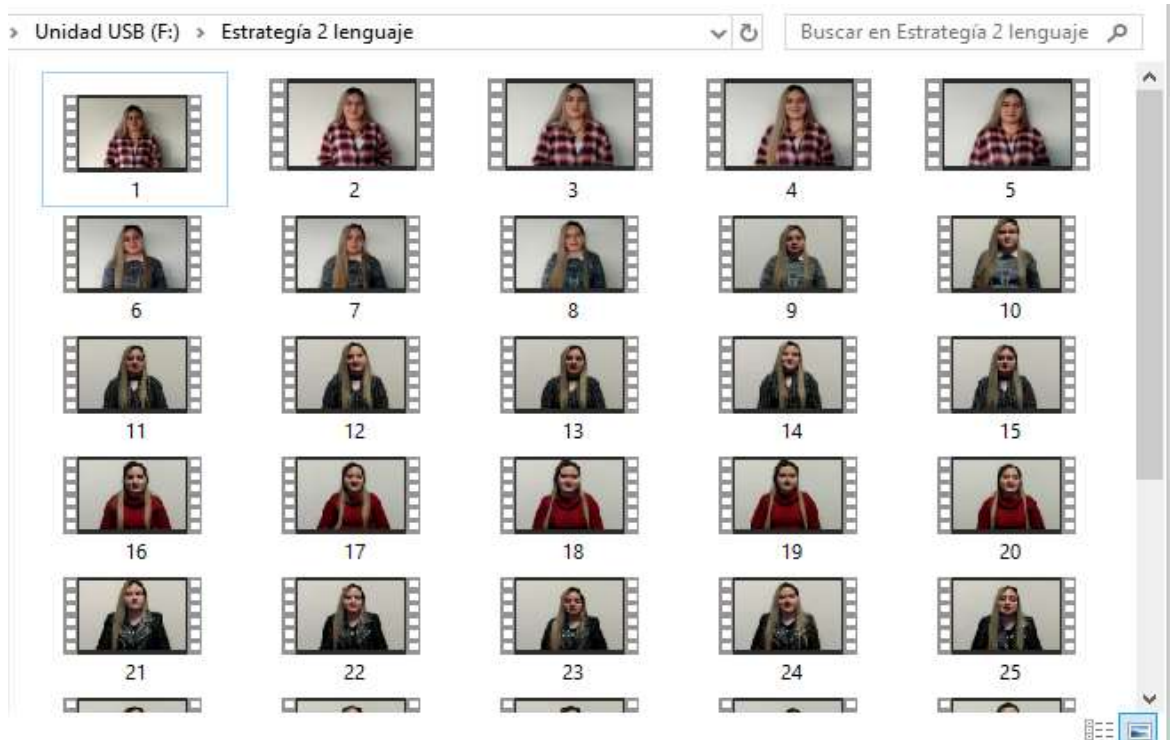 › Unidad USB (F:) › Estrategía 2 lenguaje Buscar en Estrategía 2 lenguaje
1 2 3 4 5
6 7 8 9 10
11 12 13 14 15
16 17 18 19 20
21 22 23 24 25